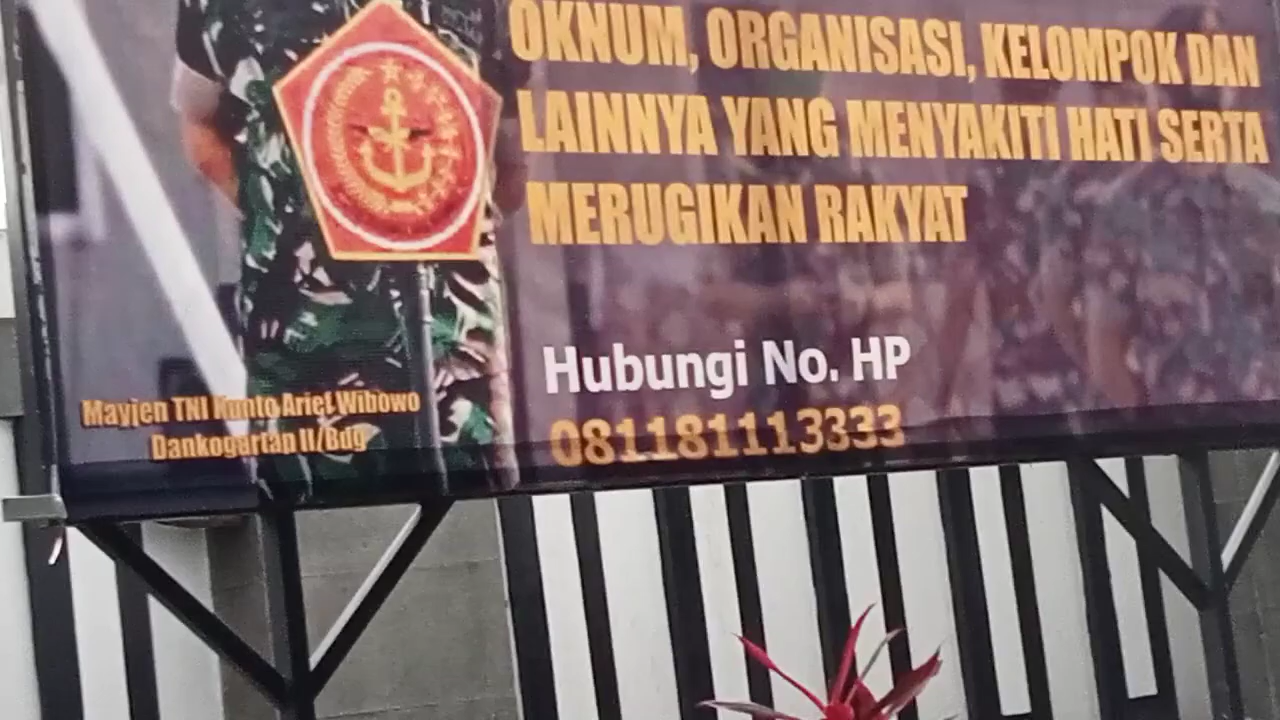 OKNUM, ORGANISASI, KELOMPOK DAN
LAINNYA YANG MENYAKITI HATI SERTA
MERUGIKAN RAKYAT
Hubungi No. HP
081181113333
Mayjen TNI Kunto Arief Wibowo
Dankogartap II/Bdg